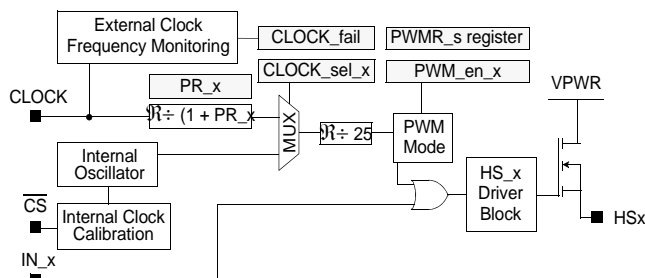 External Clock
Frequency Monitoring
CLOCK_fail
PWMR_s register
CLOCK_sel_x
PWM_en_x
PR_x
CLOCK
ℜ÷ (1 + PR_x
MUX
ℜ÷ 25
PWM
Mode
VPWR
Internal
Oscillator
HS_x
Driver
Block
HSx
CS
Internal Clock
Calibration
IN_x